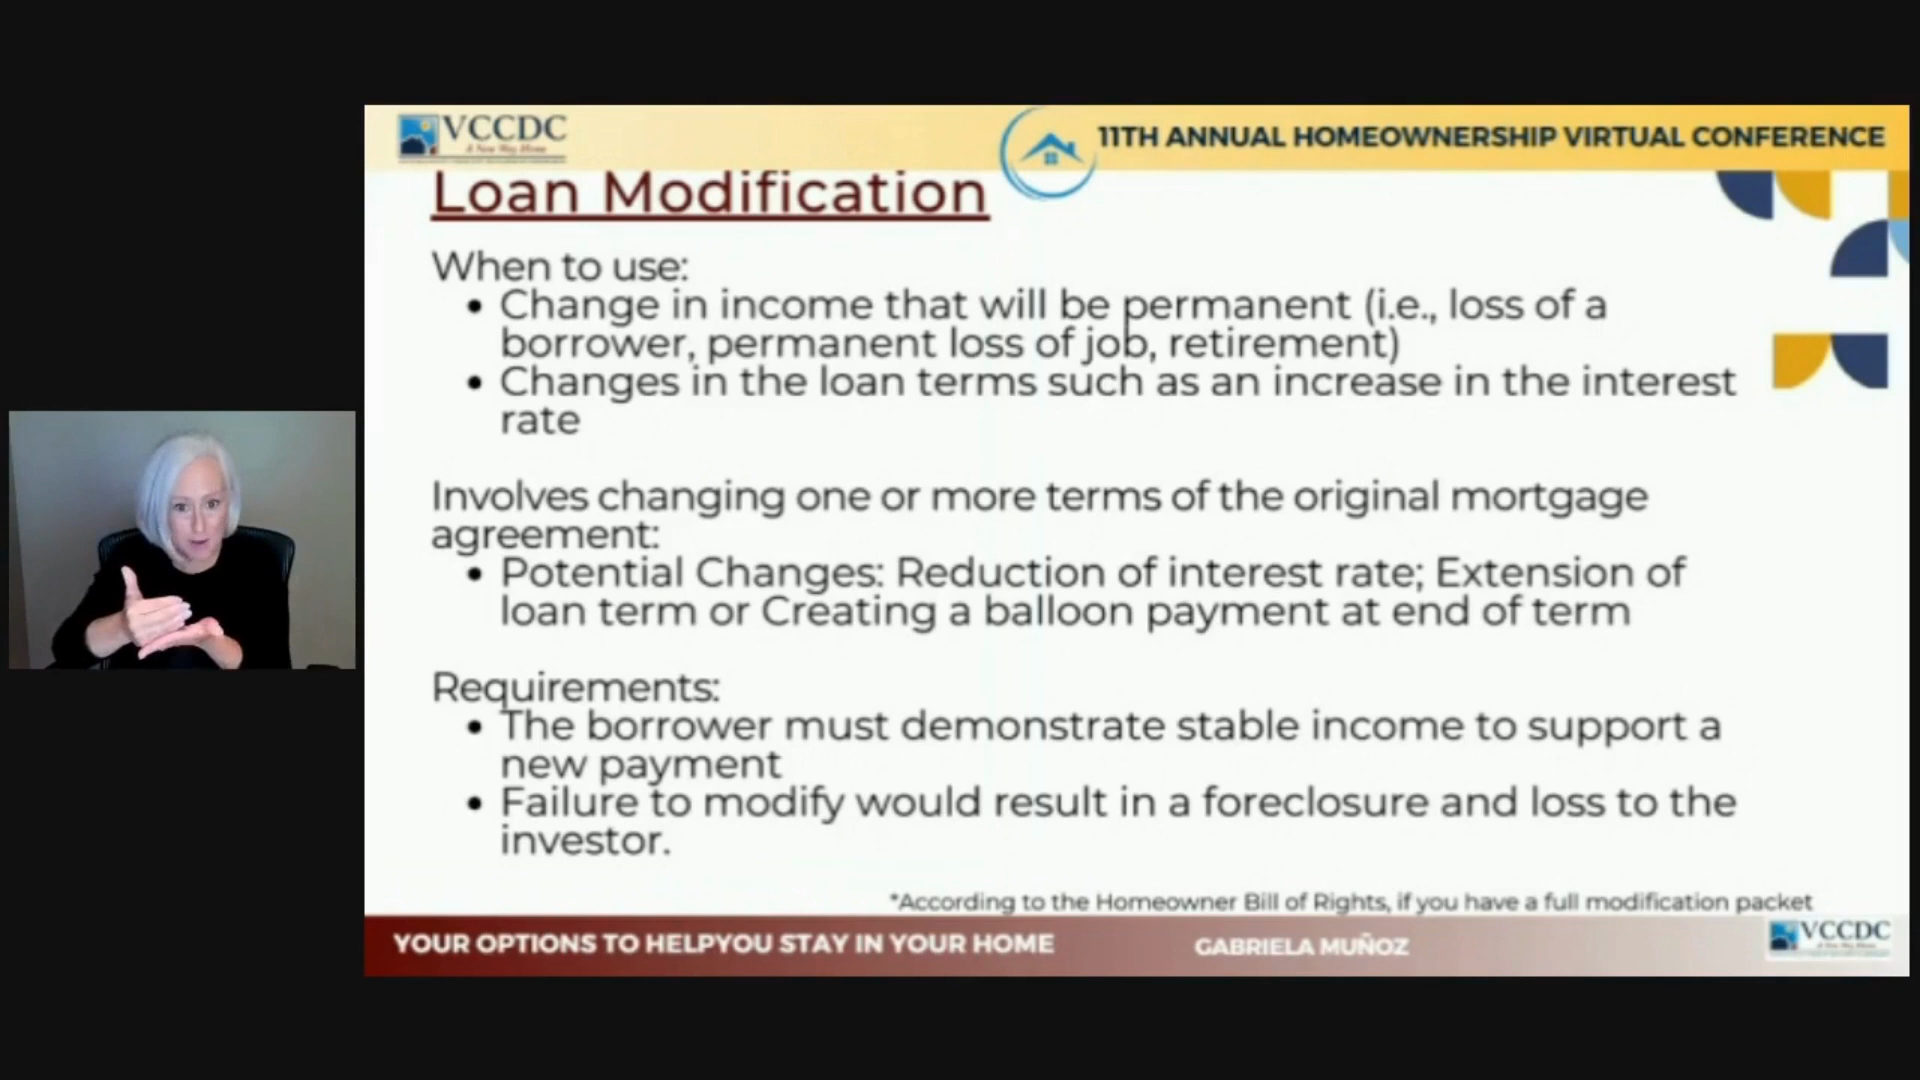 VCCDC
A New Way Home
11TH ANNUAL HOMEOWNERSHIP VIRTUAL CONFERENCE
Loan Modification
When to use:
• Change in income that will be permanent (i.e., loss of a
borrower, permanent loss of job, retirement)
• Changes in the loan terms such as an increase in the interest
rate
Involves changing one or more terms of the original mortgage
agreement:
• Potential Changes: Reduction of interest rate; Extension of
loan term or Creating a balloon payment at end of term
Requirements:
• The borrower must demonstrate stable income to support a
new payment
• Failure to modify would result in a foreclosure and loss to the
investor.
*According to the Homeowner Bill of Rights, if you have a full modification packet
YOUR OPTIONS TO HELPYOU STAY IN YOUR HOME
GABRIELA MUÑOZ
VCCDC
A New Way Home